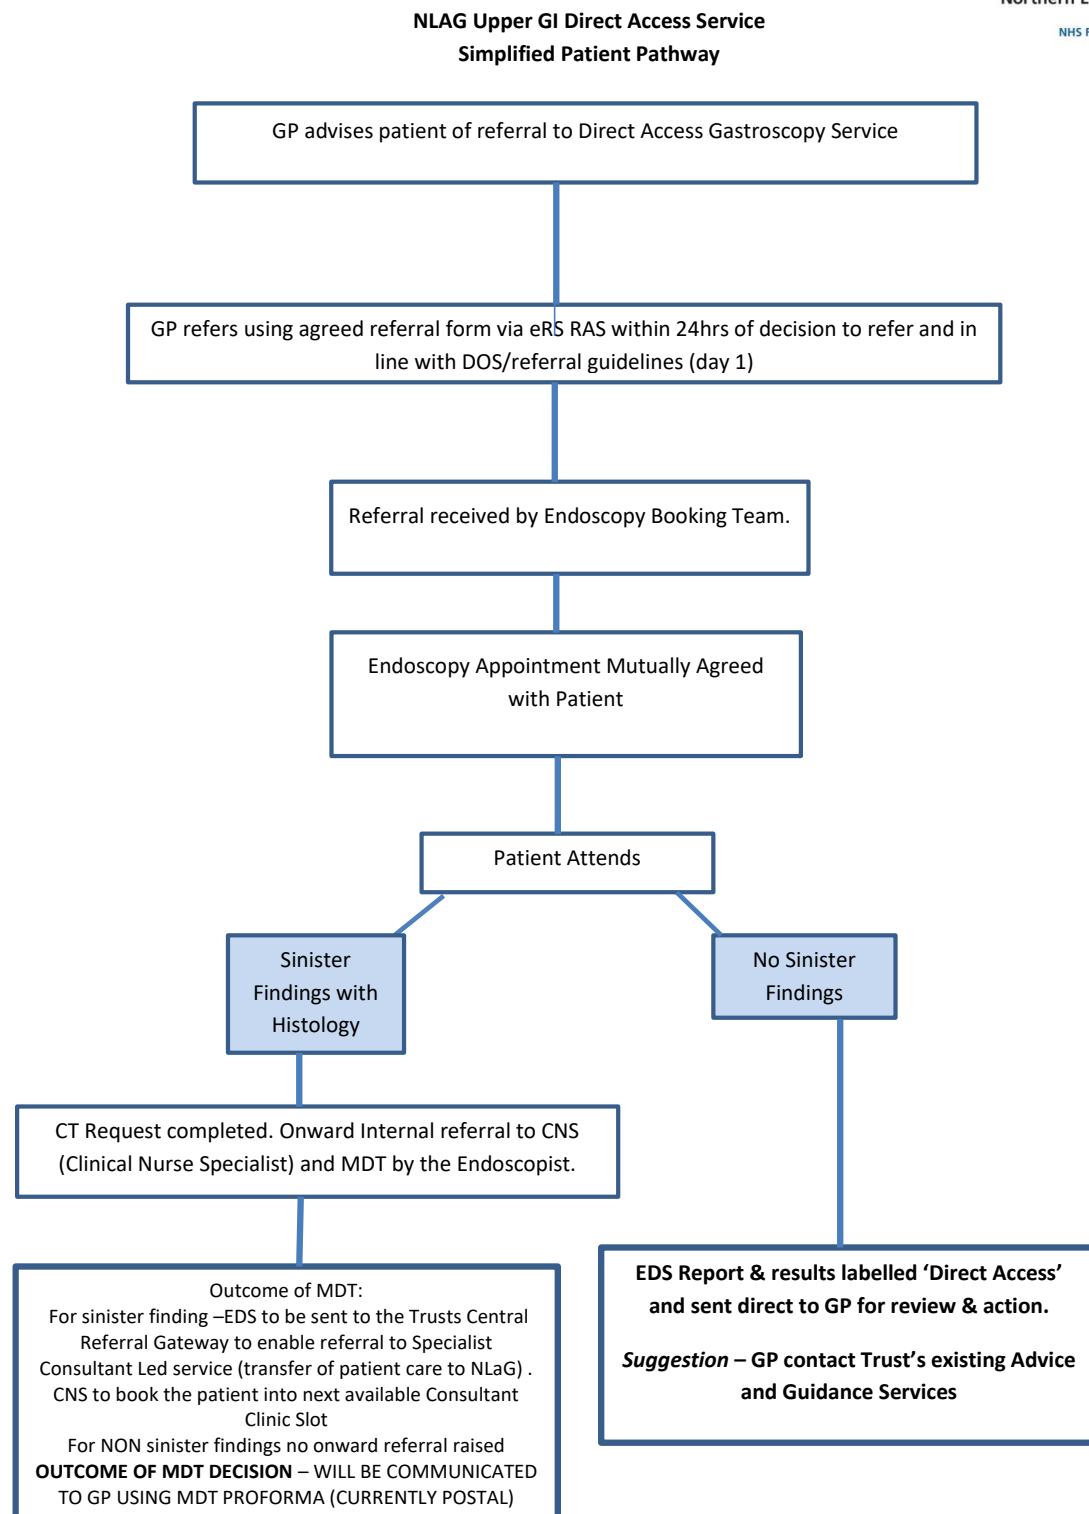 Northern L
NHS F
NLAG Upper GI Direct Access Service
Simplified Patient Pathway
GP advises patient of referral to Direct Access Gastroscopy Service
GP refers using agreed referral form via eRS RAS within 24hrs of decision to refer and in
line with DOS/referral guidelines (day 1)
Referral received by Endoscopy Booking Team.
Endoscopy Appointment Mutually Agreed
with Patient
Patient Attends
Sinister
Findings with
Histology
No Sinister
Findings
CT Request completed. Onward Internal referral to CNS
(Clinical Nurse Specialist) and MDT by the Endoscopist.
Outcome of MDT:
For sinister finding –EDS to be sent to the Trusts Central
Referral Gateway to enable referral to Specialist
Consultant Led service (transfer of patient care to NLaG) .
CNS to book the patient into next available Consultant
Clinic Slot
For NON sinister findings no onward referral raised
OUTCOME OF MDT DECISION – WILL BE COMMUNICATED
TO GP USING MDT PROFORMA (CURRENTLY POSTAL)
EDS Report & results labelled ‘Direct Access’
and sent direct to GP for review & action.
Suggestion – GP contact Trust’s existing Advice
and Guidance Services